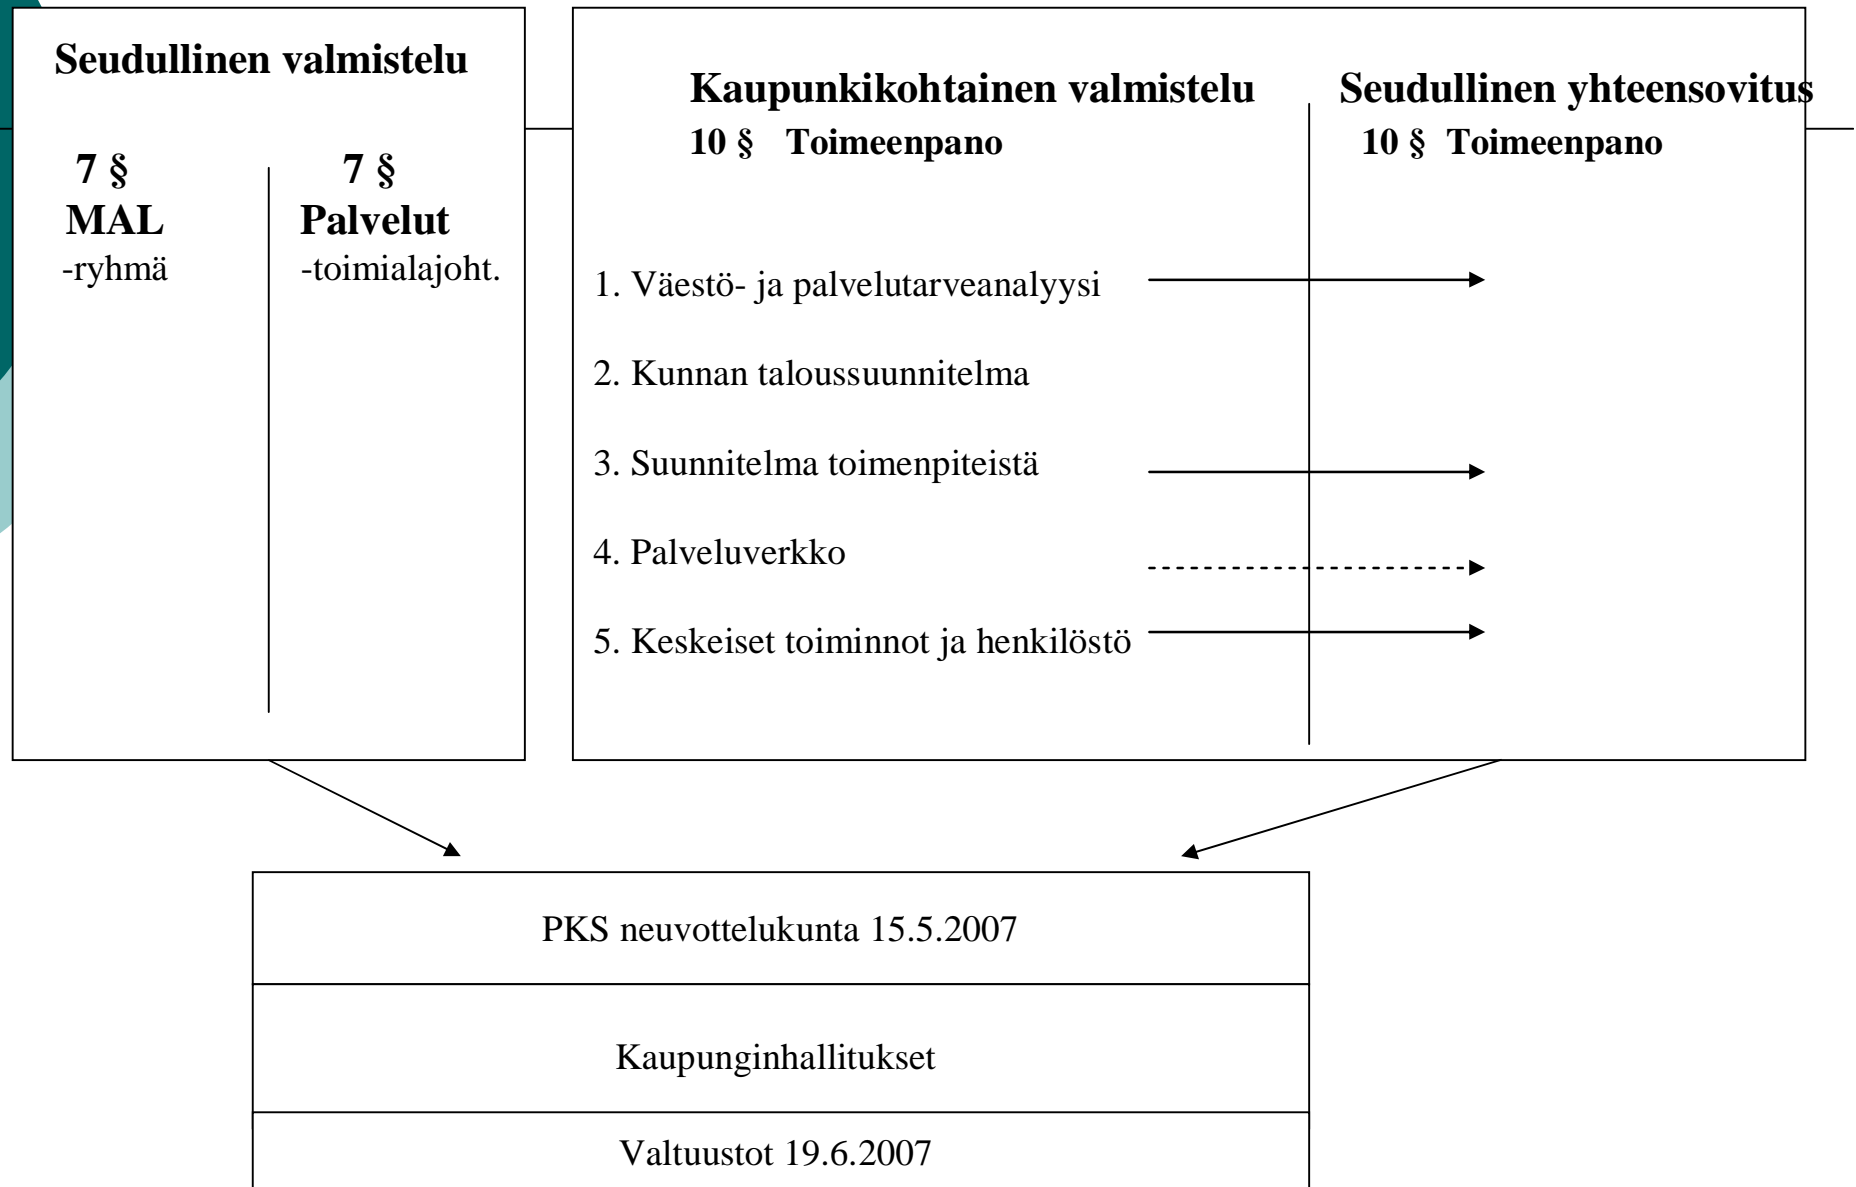 Seudullinen valmistelu
7 §
MAL
-ryhmä
7 §
Palvelut
-toimialajoht.
Kaupunkikohtainen valmistelu
10 § Toimeenpano
Seudullinen yhteensovitus
10 § Toimeenpano
1. Väestö- ja palvelutarveanalyysi
2. Kunnan taloussuunnitelma
3. Suunnitelma toimenpiteistä
4. Palveluverkko
5. Keskeiset toiminnot ja henkilöstö
PKS neuvottelukunta 15.5.2007
Kaupunginhallitukset
Valtuustot 19.6.2007